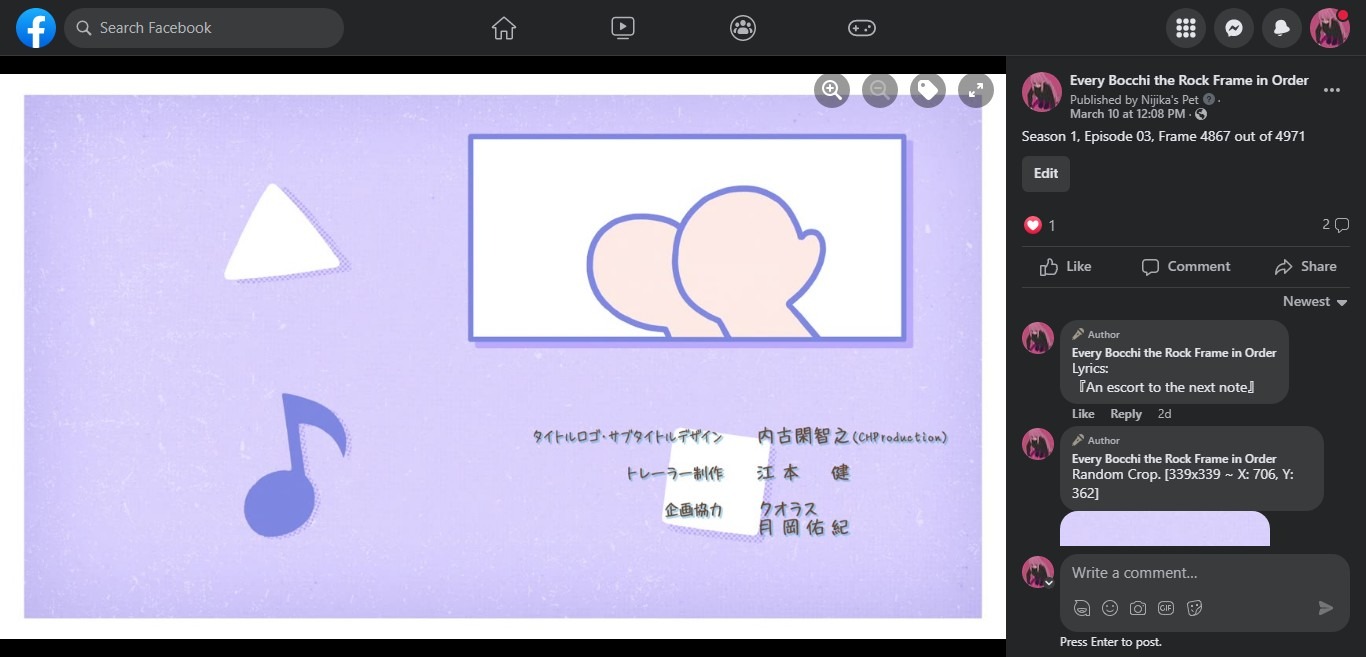 Search Facebook
タイトルロゴ・サブタイトルデザイン 内古閑智之(CHProduction)
トレーラー制作 江本 健
企画協力 クオラス
月岡佑紀
Every Bocchi the Rock Frame in Order
Published by Nijika's Pet ·
March 10 at 12:08 PM ·
Season 1, Episode 03, Frame 4867 out of 4971
Edit
1
2
Like Comment Share
Newest
Author
Every Bocchi the Rock Frame in Order
Lyrics:
『An escort to the next note』
Like Reply 2d
Author
Every Bocchi the Rock Frame in Order
Random Crop. [339x339 ~ X: 706, Y:
362]
Write a comment...
GIF
Press Enter to post.